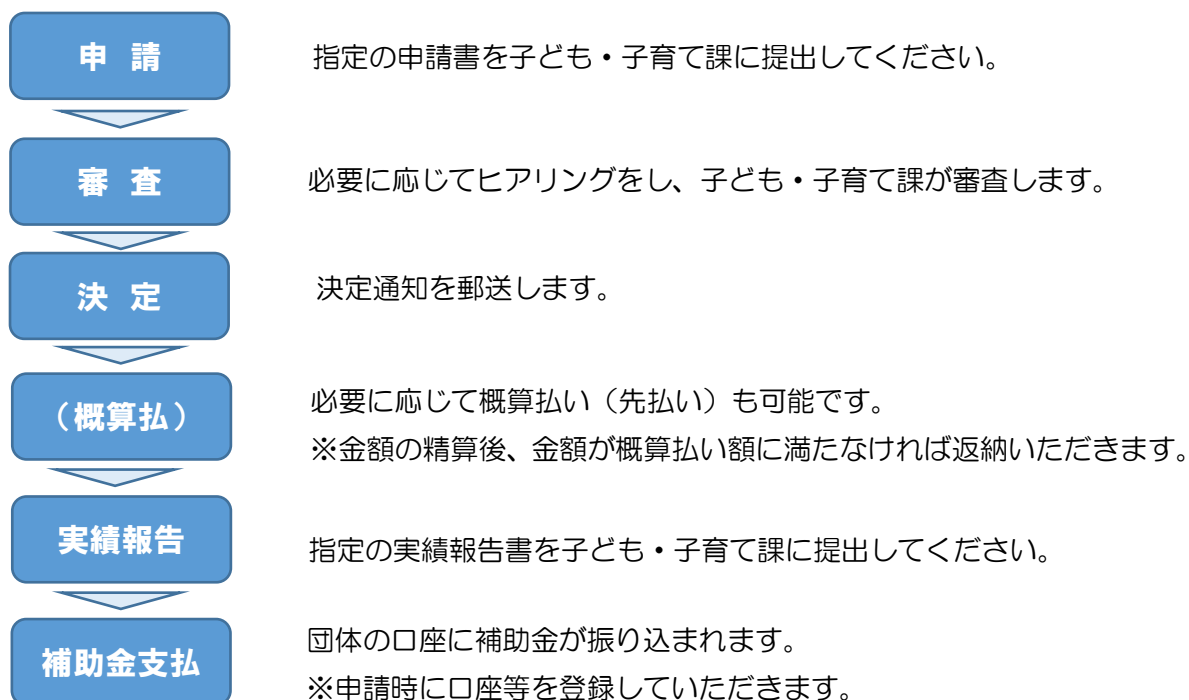 申 請
指定の申請書を子ども・子育て課に提出してください。
審 査
必要に応じてヒアリングをし、子ども・子育て課が審査します。
決 定
決定通知を郵送します。
（概算払）
必要に応じて概算払い（先払い）も可能です。
※金額の精算後、金額が概算払い額に満たなければ返納いただきます。
実績報告
指定の実績報告書を子ども・子育て課に提出してください。
補助金支払
団体の口座に補助金が振り込まれます。
※申請時に口座等を登録していただきます。